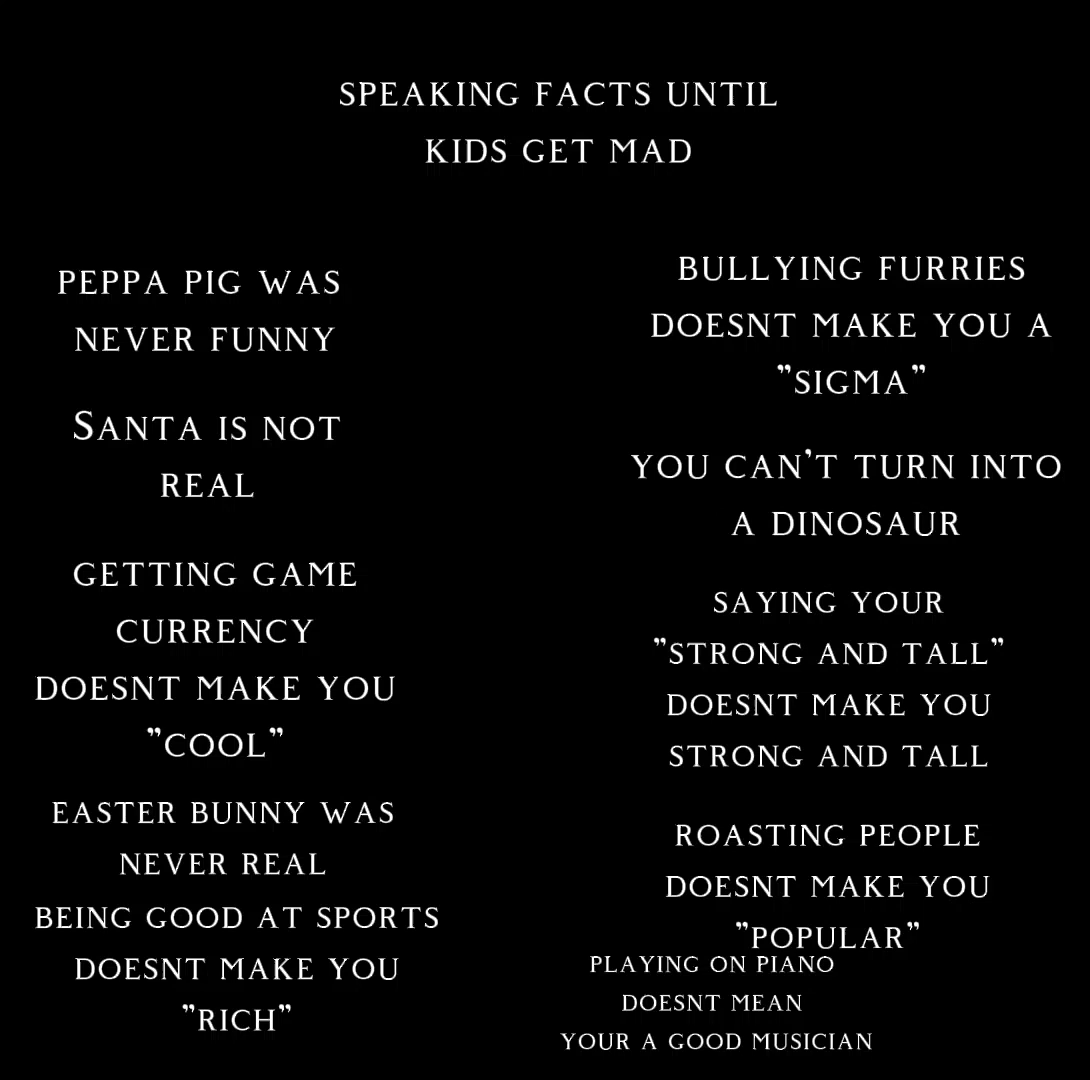 SPEAKING FACTS UNTIL
KIDS GET MAD
PEPPA PIG WAS
NEVER FUNNY
SANTA IS NOT
REAL
GETTING GAME
CURRENCY
DOESNT MAKE YOU
"COOL"
EASTER BUNNY WAS
NEVER REAL
BEING GOOD AT SPORTS
DOESNT MAKE YOU
"RICH"
BULLYING FURRIES
DOESNT MAKE YOU A
"SIGMA"
YOU CAN'T TURN INTO
A DINOSAUR
SAYING YOUR
"STRONG AND TALL"
DOESNT MAKE YOU
STRONG AND TALL
ROASTING PEOPLE
DOESNT MAKE YOU
"POPULAR"
PLAYING ON PIANO
DOESNT MEAN
YOUR A GOOD MUSICIAN